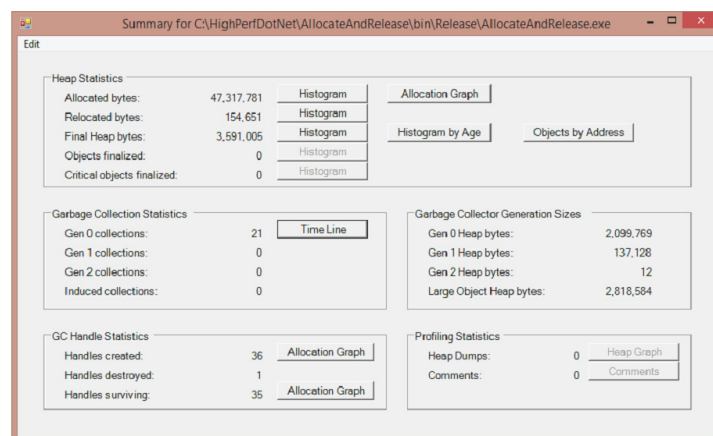 Summary for C:\HighPerfDotNet\AllocateAndRelease\bin\Release\AllocateAndRelease.exe
Edit
Heap Statistics
Allocated bytes: 47,317,781 Histogram Allocation Graph
Relocated bytes: 154,651 Histogram
Final Heap bytes: 3,591,005 Histogram Histogram by Age Objects by Address
Objects finalized: 0 Histogram
Critical objects finalized: 0 Histogram
Garbage Collection Statistics
Gen 0 collections: 21 Time Line
Gen 1 collections: 0
Gen 2 collections: 0
Induced collections: 0
Garbage Collector Generation Sizes
Gen 0 Heap bytes: 2,099,769
Gen 1 Heap bytes: 137,128
Gen 2 Heap bytes: 12
Large Object Heap bytes: 2,818,584
GC Handle Statistics
Handles created: 36 Allocation Graph
Handles destroyed: 1
Handles surviving: 35 Allocation Graph
Profiling Statistics
Heap Dumps: 0 Heap Graph
Comments: 0 Comments